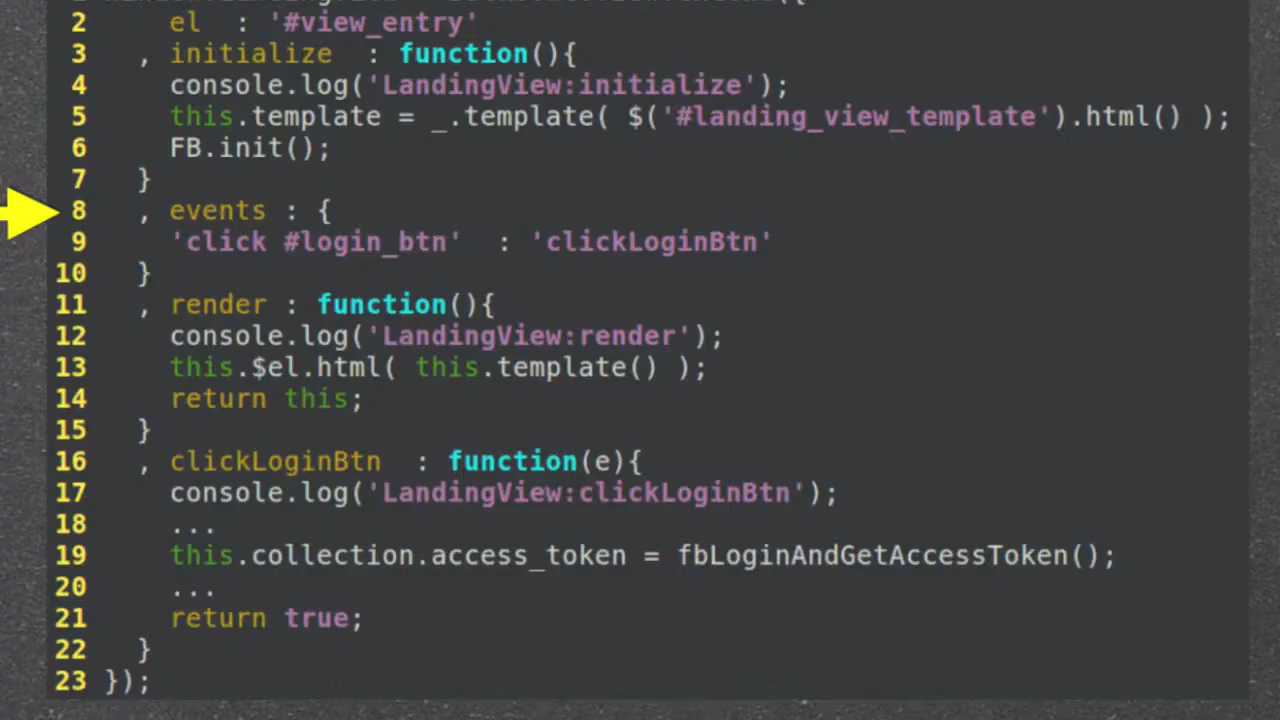 2 el : '#view_entry'
3 , initialize : function(){
4 console.log('LandingView:initialize');
5 this.template = _.template( $('#landing_view_template').html() );
6 FB.init();
7 }
8 , events : {
9 'click #login_btn' : 'clickLoginBtn'
10 }
11 , render : function(){
12 console.log('LandingView:render');
13 this.$el.html( this.template() );
14 return this;
15 }
16 , clickLoginBtn : function(e){
17 console.log('LandingView:clickLoginBtn');
18 ...
19 this.collection.access_token = fbLoginAndGetAccessToken();
20 ...
21 return true;
22 }
23 });